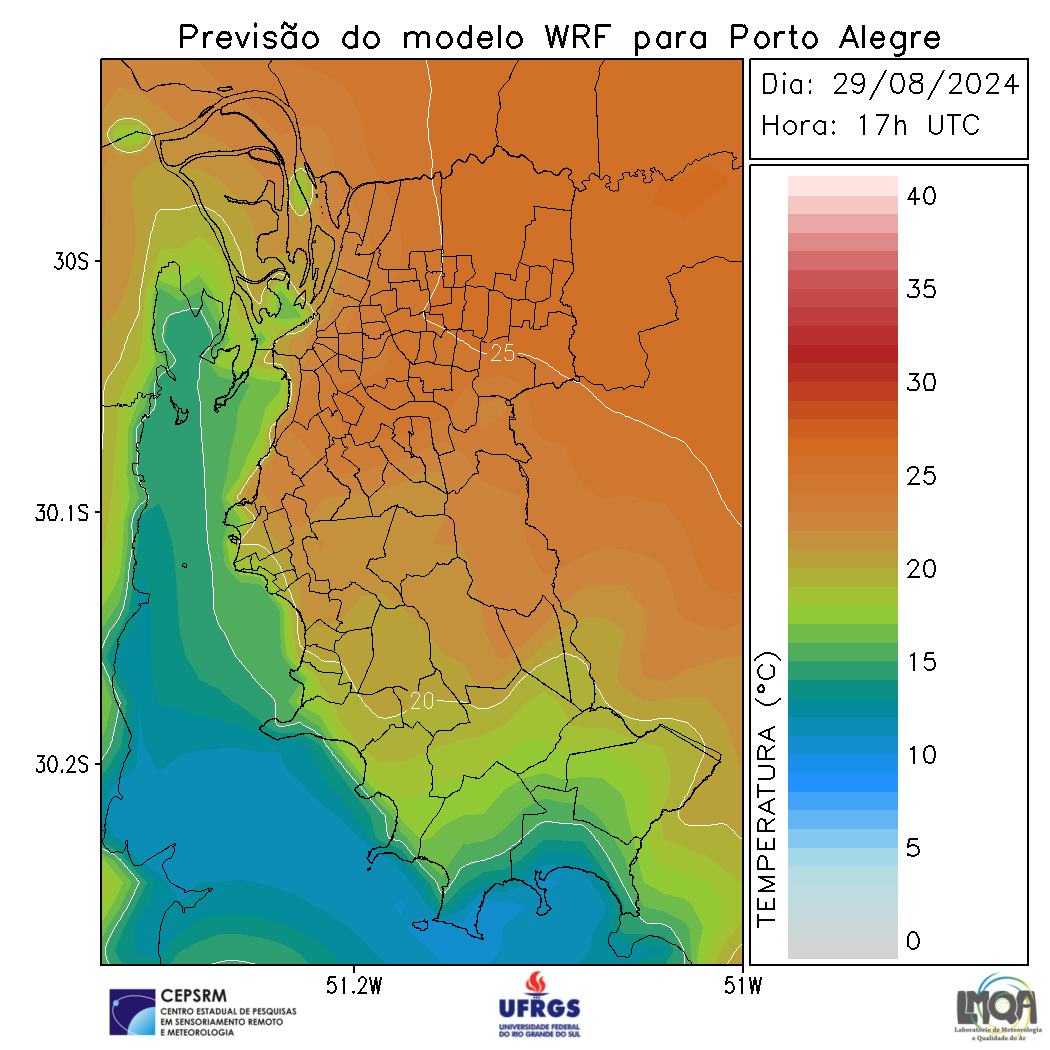 Previsão do modelo WRF para Porto Alegre
Dia: 29/08/2024
Hora: 17h UTC
40
35
30
25
20
15
10
5
0
TEMPERATURA (°C)
30S
30.1S
30.2S
25
20
51.2W
51W
CEPSRM
CENTRO ESTADUAL DE PESQUISAS
EM SENSORIAMENTO REMOTO
E METEOROLOGIA
UFRGS
UNIVERSIDADE FEDERAL
DO RIO GRANDE DO SUL
LMQA
Laboratório de Meteorologia
e Qualidade do Ar